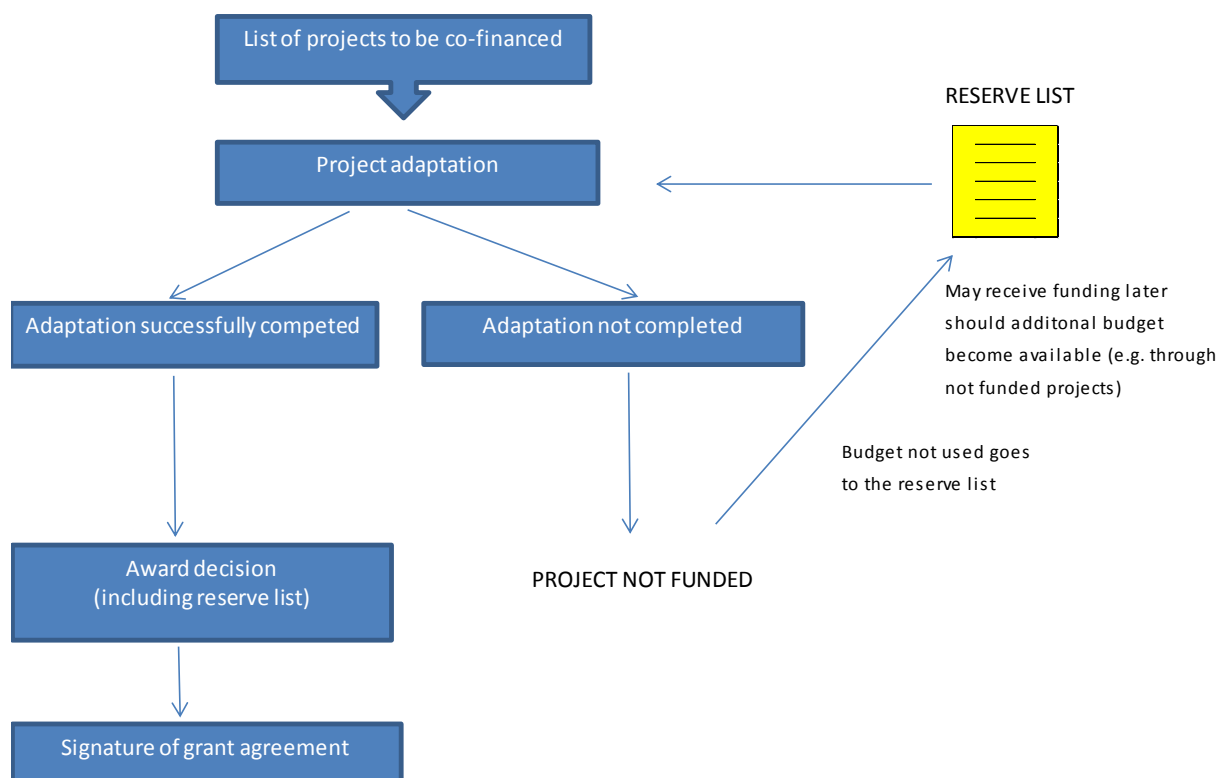 List of projects to be co-financed
RESERVE LIST
Project adaptation
May receive funding later
should additonal budget
become available (e.g. through
not funded projects)
Adaptation successfully competed
Adaptation not completed
Budget not used goes
to the reserve list
Award decision
(including reserve list)
PROJECT NOT FUNDED
Signature of grant agreement